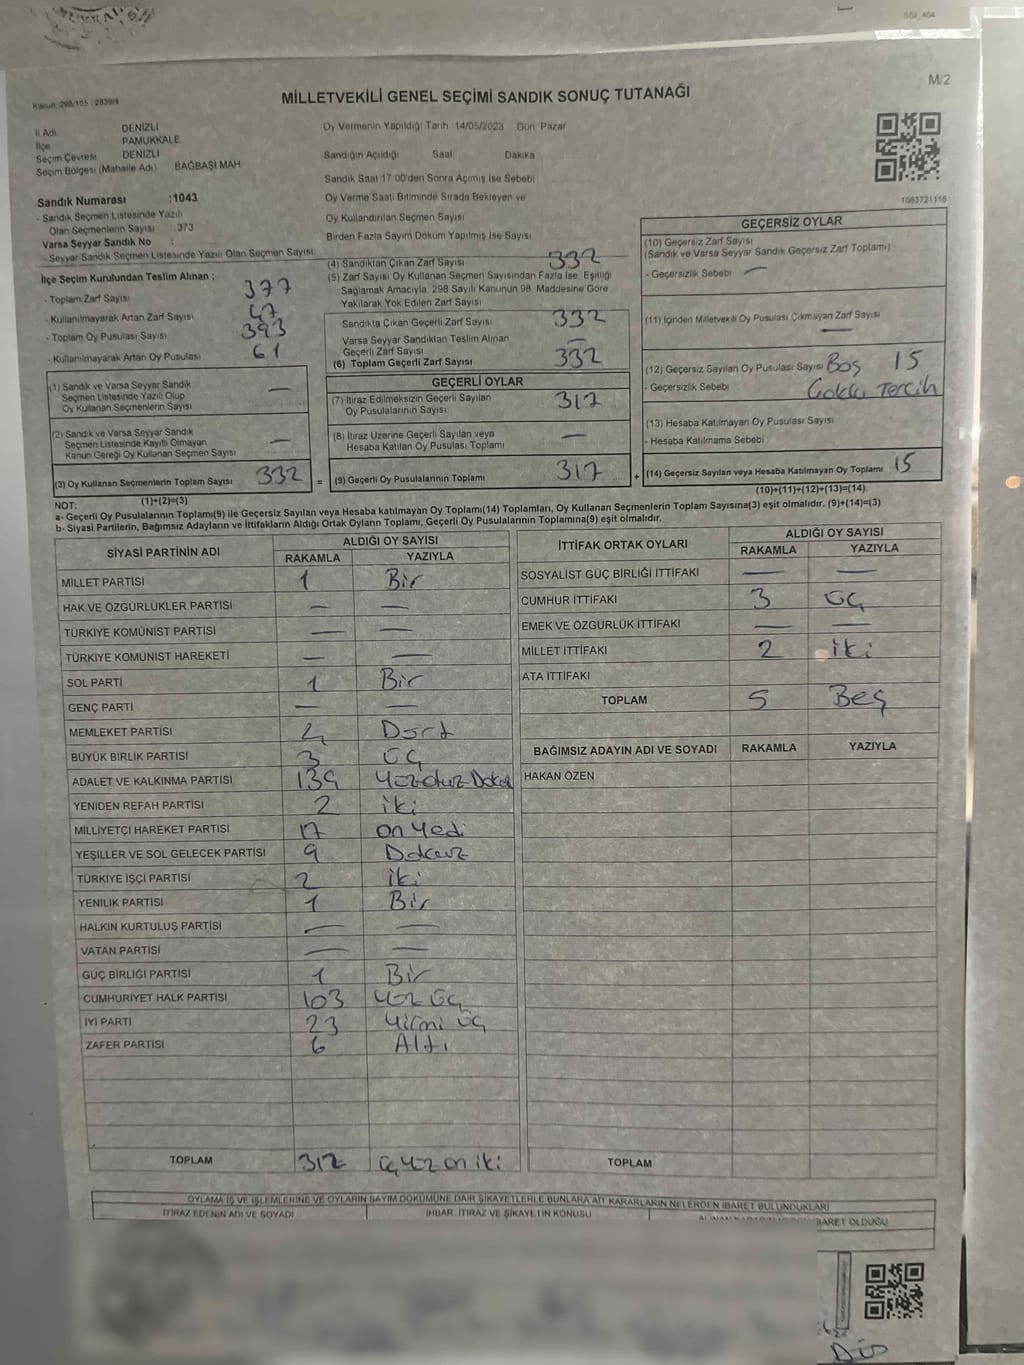 SGI_404
M/2
Kanun, 298/105 : 2839/4
MİLLETVEKİLİ GENEL SEÇİMİ SANDIK SONUÇ TUTANAĞI
İl Adı DENİZLİ
İlçe PAMUKKALE
Seçim Çevresi DENİZLİ
Seçim Bölgesi (Mahalle Adı) BAĞBAŞI MAH
Sandık Numarası :1043
- Sandık Seçmen Listesinde Yazılı
Olan Seçmenlerin Sayısı 373
Varsa Seyyar Sandık No :
- Seyyar Sandık Seçmen Listesinde Yazılı Olan Seçmen Sayısı
İlçe Seçim Kurulundan Teslim Alınan :
- Toplam Zarf Sayısı 377
- Kullanılmayarak Artan Zarf Sayısı 47
- Toplam Oy Pusulası Sayısı 393
- Kullanılmayarak Artan Oy Pusulası 61
(1) Sandık ve Varsa Seyyar Sandık
Seçmen Listesinde Yazılı Olup
Oy Kullanan Seçmenlerin Sayısı —
(2) Sandık ve Varsa Seyyar Sandık
Seçmen Listesinde Kayıtlı Olmayan
Kanun Gereği Oy Kullanan Seçmen Sayısı —
(3) Oy Kullanan Seçmenlerin Toplam Sayısı 332 =
Oy Vermenin Yapıldığı Tarih 14/05/2023 Gün Pazar
Sandığın Açıldığı Saat Dakika
Sandık Saat 17.00'den Sonra Açımış İse Sebebi
Oy Verme Saati Bitiminde Sırada Bekleyen ve
Oy Kullandırılan Seçmen Sayısı
Birden Fazla Sayım Döküm Yapılmış İse Sayısı
(4) Sandıktan Çıkan Zarf Sayısı 332
(5) Zarf Sayısı Oy Kullanan Seçmen Sayısından Fazla İse, Eşitliği
Sağlamak Amacıyla, 298 Sayılı Kanunun 98. Maddesine Göre
Yakılarak Yok Edilen Zarf Sayısı
Sandıkta Çıkan Geçerli Zarf Sayısı 332
Varsa Seyyar Sandıktan Teslim Alınan
Geçerli Zarf Sayısı —
(6) Toplam Geçerli Zarf Sayısı 332
GEÇERLİ OYLAR
(7) İtiraz Edilmeksizin Geçerli Sayılan
Oy Pusulalarının Sayısı 317
(8) İtiraz Üzerine Geçerli Sayılan veya
Hesaba Katılan Oy Pusulası Toplamı —
(9) Geçerli Oy Pusulalarının Toplamı 317 +
1083721116
GEÇERSİZ OYLAR
(10) Geçersiz Zarf Sayısı
(Sandık ve Varsa Seyyar Sandık Geçersiz Zarf Toplamı)
- Geçersizlik Sebebi —
(11) İçinden Milletvekili Oy Pusulası Çıkmayan Zarf Sayısı
—
(12) Geçersiz Sayılan Oy Pusulası Sayısı Boş 15
- Geçersizlik Sebebi Çoklu Tercih
(13) Hesaba Katılmayan Oy Pusulası Sayısı
- Hesaba Katılmama Sebebi
(14) Geçersiz Sayılan veya Hesaba Katılmayan Oy Toplamı 15
NOT: (1)+(2)=(3) (10)+(11)+(12)+(13)=(14)
a- Geçerli Oy Pusulalarının Toplamı(9) ile Geçersiz Sayılan veya Hesaba katılmayan Oy Toplamı(14) Toplamları, Oy Kullanan Seçmenlerin Toplam Sayısına(3) eşit olmalıdır. (9)+(14)=(3)
b- Siyasi Partilerin, Bağımsız Adayların ve İttifakların Aldığı Ortak Oyların Toplamı, Geçerli Oy Pusulalarının Toplamına(9) eşit olmalıdır.
SİYASİ PARTİNİN ADI ALDIĞI OY SAYISI
RAKAMLA YAZIYLA
MİLLET PARTİSİ 1 Bir
HAK VE ÖZGÜRLÜKLER PARTİSİ — —
TÜRKİYE KOMÜNİST PARTİSİ — —
TÜRKİYE KOMÜNİST HAREKETİ — —
SOL PARTİ 1 Bir
GENÇ PARTİ — —
MEMLEKET PARTİSİ 4 Dört
BÜYÜK BİRLİK PARTİSİ 3 ÜÇ
ADALET VE KALKINMA PARTİSİ 139 Yüzotuz Dokuz
YENİDEN REFAH PARTİSİ 2 iki
MİLLİYETÇİ HAREKET PARTİSİ 17 on Yedi
YEŞİLLER VE SOL GELECEK PARTİSİ 9 Dokuz
TÜRKİYE İŞÇİ PARTİSİ 2 iki
YENİLİK PARTİSİ 1 Bir
HALKIN KURTULUŞ PARTİSİ — —
VATAN PARTİSİ — —
GÜÇ BİRLİĞİ PARTİSİ 1 Bir
CUMHURİYET HALK PARTİSİ 103 Yüz üç
İYİ PARTİ 23 Yirmi üç
ZAFER PARTİSİ 6 Altı
TOPLAM 312 üçyüz on iki
İTTİFAK ORTAK OYLARI ALDIĞI OY SAYISI
RAKAMLA YAZIYLA
SOSYALİST GÜÇ BİRLİĞİ İTTİFAKI — —
CUMHUR İTTİFAKI 3 ÜÇ
EMEK VE ÖZGÜRLÜK İTTİFAKI — —
MİLLET İTTİFAKI 2 iki
ATA İTTİFAKI
TOPLAM 5 Beş
BAĞIMSIZ ADAYIN ADI VE SOYADI RAKAMLA YAZIYLA
HAKAN ÖZEN
TOPLAM
OYLAMA İŞ VE İŞLEMLERİNE VE OYLARIN SAYIM DÖKÜMÜNE DAİR ŞİKAYETLERLE BUNLARA AİT KARARLARIN NELERDEN İBARET BULUNDUKLARI
İTİRAZ EDENİN ADI VE SOYADI İHBAR, İTİRAZ VE ŞİKAYETİN KONUSU